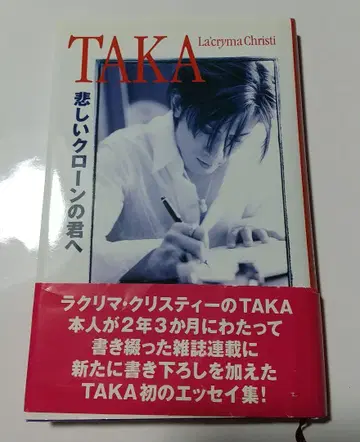 TAKA
La'cryma Christi
悲しいクローンの君へ
ラクリマ・クリスティーのTAKA
本人が2年3か月にわたって
書き綴った雑誌連載に
新たに書き下ろしを加えた
TAKA初のエッセイ集!